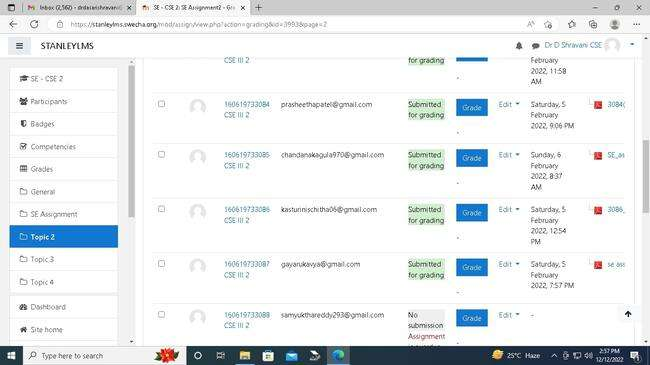 Inbox (2,562) - drdasarishravani@
SE - CSE 2: SE Assignment2 - Gra
https://stanleylms.swecha.org/mod/assign/view.php?action=grading&id=3993&page=2
STANLEYLMS
Dr D Shravani CSE
SE - CSE 2
Participants
Badges
Competencies
Grades
General
SE Assignment
Topic 2
Topic 3
Topic 4
Dashboard
Site home
CSE III 2
for grading
February
2022, 11:58
AM
-
160619733084
CSE III 2
prasheethapatel@gmail.com
Submitted
for grading
Grade
-
Edit
Saturday, 5
February
2022, 9:06 PM
160619733085
CSE III 2
chandanakagula970@gmail.com
Submitted
for grading
Grade
-
Edit
Sunday, 6
February
2022, 8:37
AM
SE_as
160619733086
CSE III 2
kasturinischitha06@gmail.com
Submitted
for grading
Grade
-
Edit
Saturday, 5
February
2022, 12:54
PM
3086_
160619733087
CSE III 2
gayarukavya@gmail.com
Submitted
for grading
Grade
-
Edit
Saturday, 5
February
2022, 7:57 PM
se ass
160619733088
CSE III 2
samyukthareddy293@gmail.com
No
submission
Assignment
Grade
Edit
-
Type here to search
25°C Haze
2:37 PM
12/12/2022